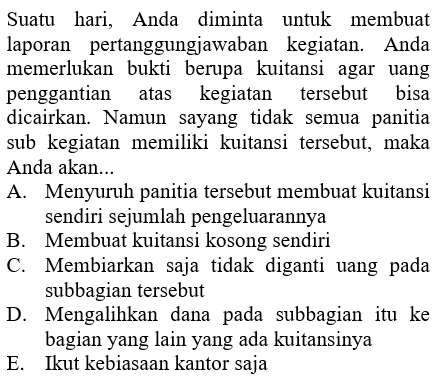 Suatu hari, Anda diminta untuk membuat
laporan pertanggungjawaban kegiatan. Anda
memerlukan bukti berupa kuitansi agar uang
penggantian atas kegiatan tersebut bisa
dicairkan. Namun sayang tidak semua panitia
sub kegiatan memiliki kuitansi tersebut, maka
Anda akan...
A. Menyuruh panitia tersebut membuat kuitansi
sendiri sejumlah pengeluarannya
B. Membuat kuitansi kosong sendiri
C. Membiarkan saja tidak diganti uang pada
subbagian tersebut
D. Mengalihkan dana pada subbagian itu ke
bagian yang lain yang ada kuitansinya
E. Ikut kebiasaan kantor saja